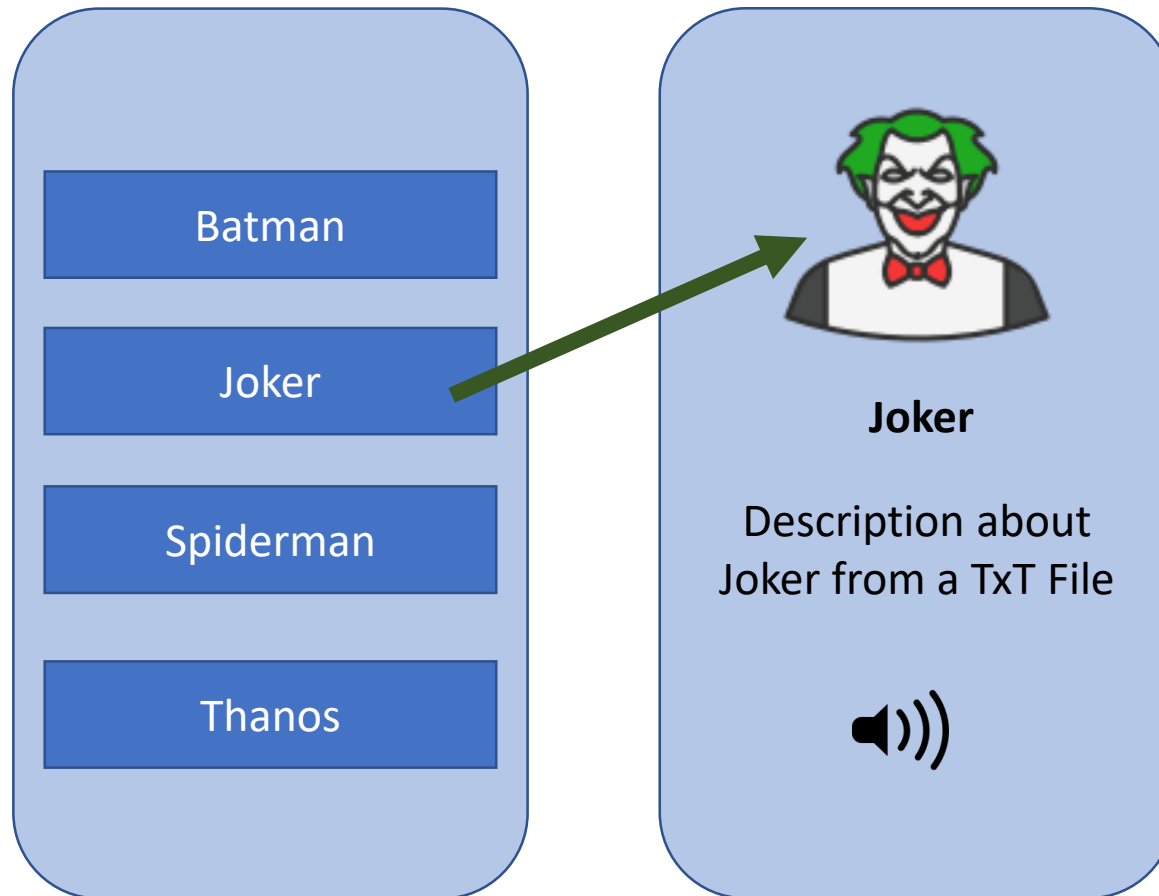 Batman
Joker
Spiderman
Thanos
Joker
Description about
Joker from a TxT File